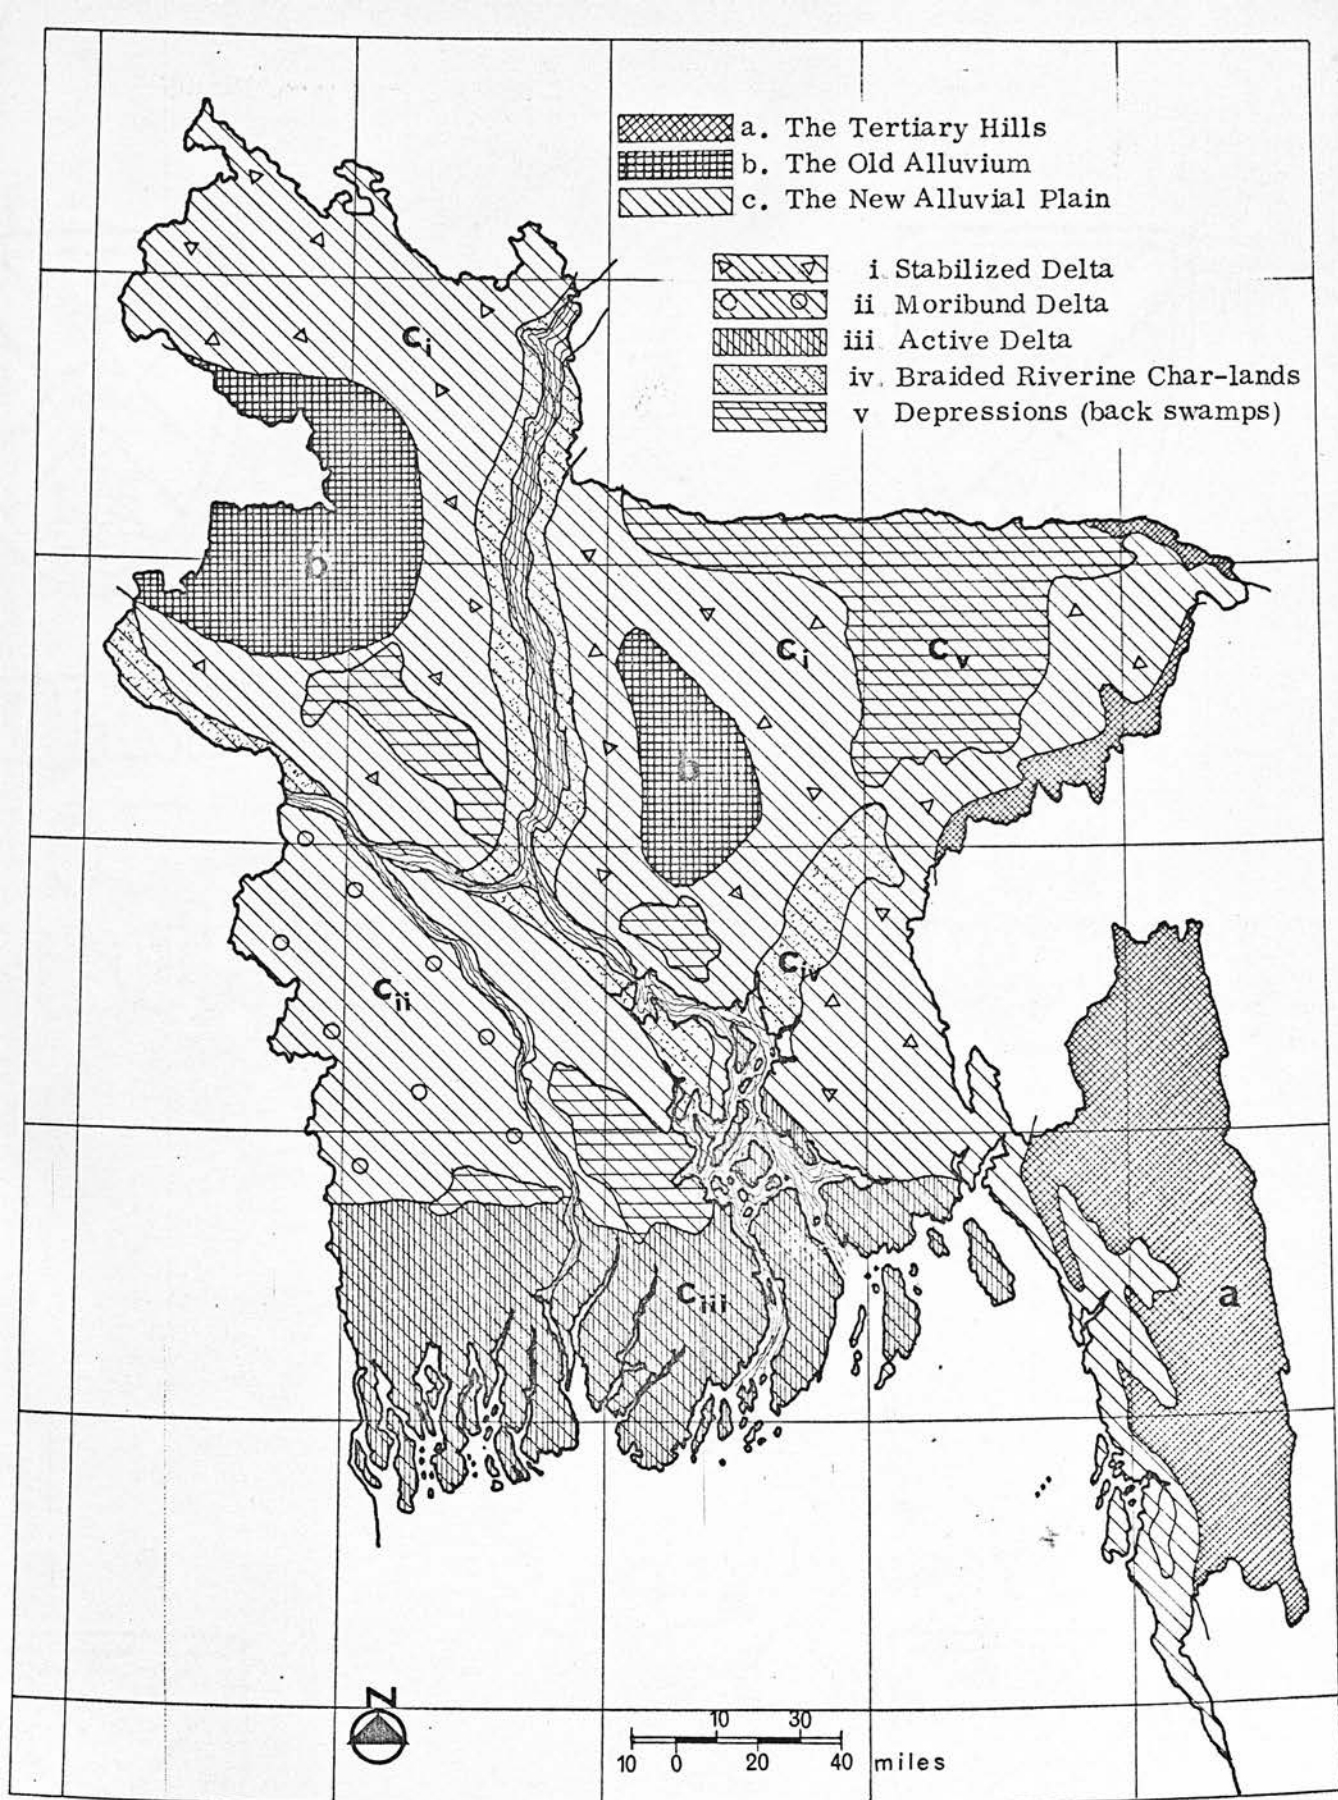 a. The Tertiary Hills
b. The Old Alluvium
c. The New Alluvial Plain
i. Stabilized Delta
ii Moribund Delta
iii. Active Delta
iv. Braided Riverine Char-lands
v Depressions (back swamps)
Ci
b
Ci
Cv
b
Civ
Cii
Ciii
a
N
10 30
10 0 20 40 miles